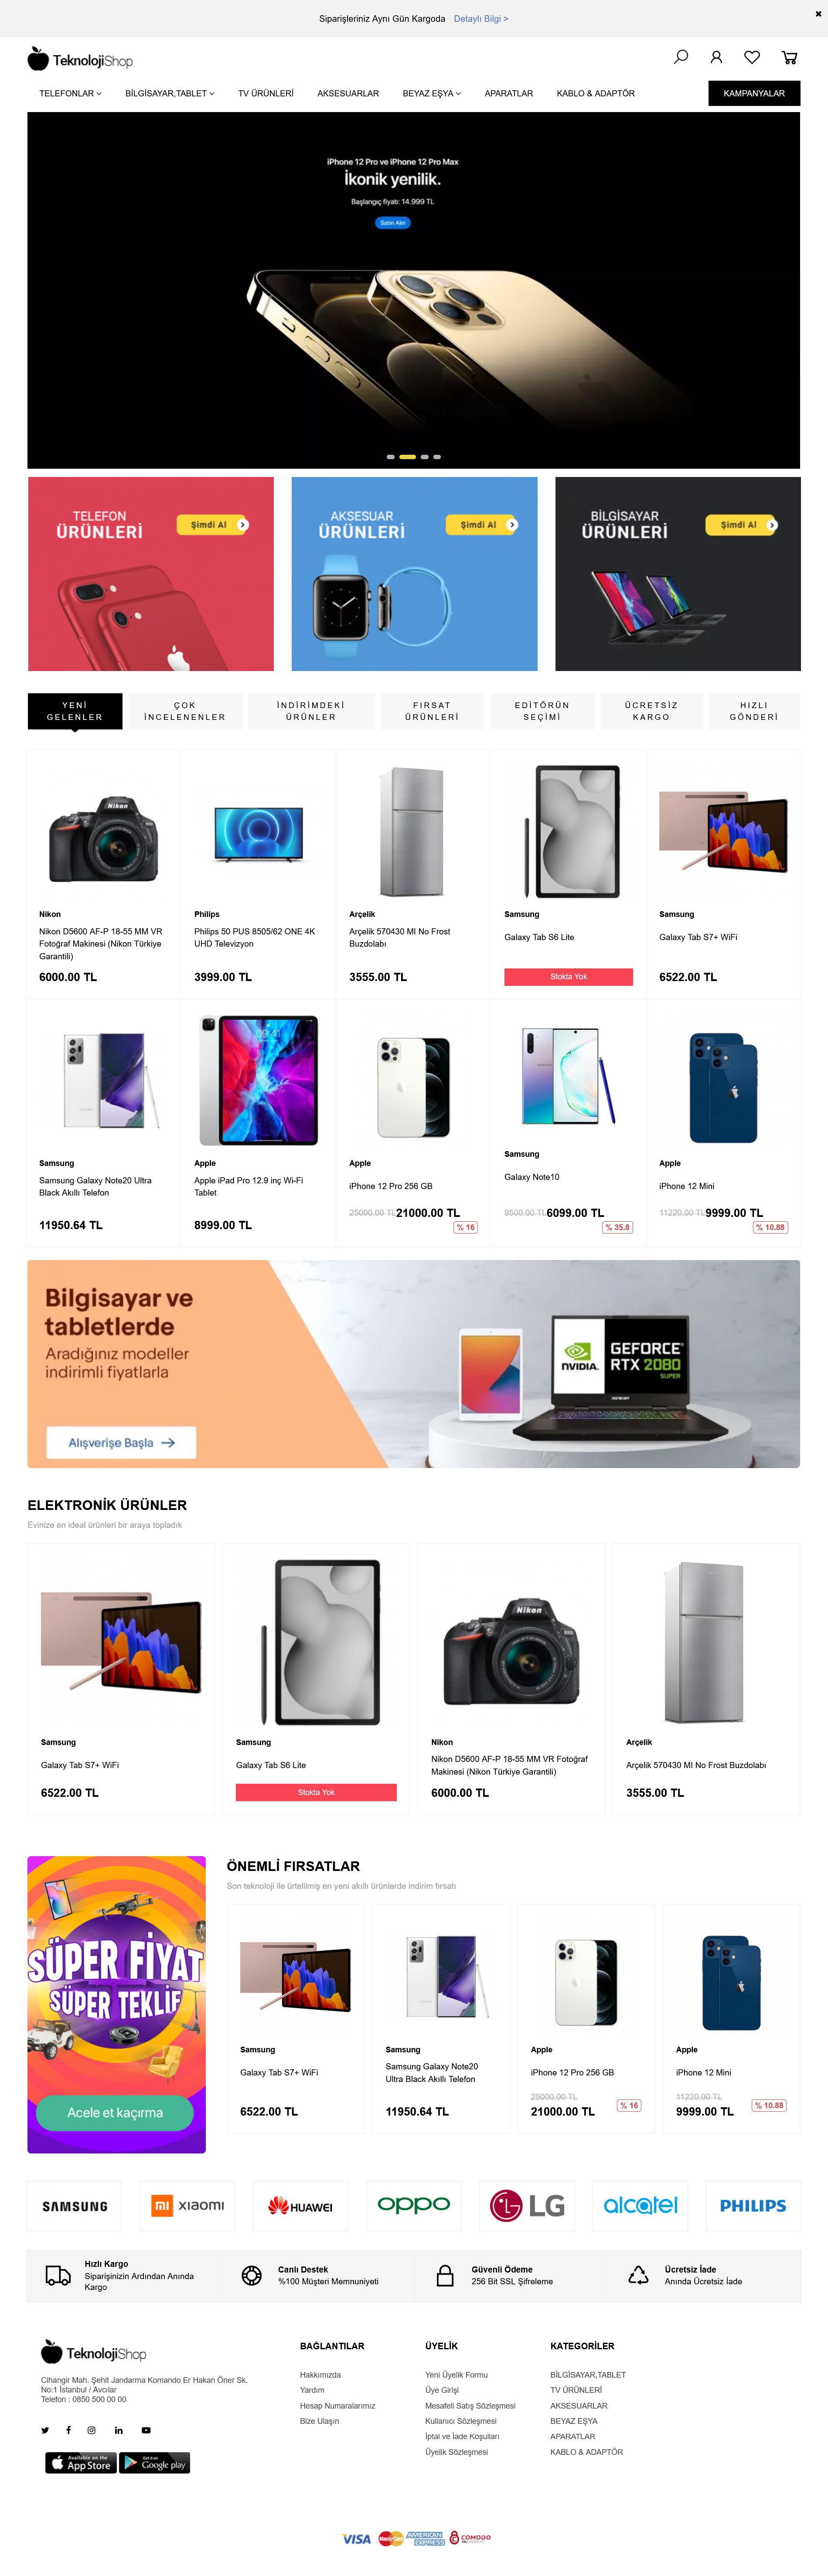 Siparişleriniz Aynı Gün Kargoda Detaylı Bilgi >
TeknolojiShop
TELEFONLAR
BİLGİSAYAR,TABLET
TV ÜRÜNLERİ
AKSESUARLAR
BEYAZ EŞYA
APARATLAR
KABLO & ADAPTÖR
KAMPANYALAR
iPhone 12 Pro ve iPhone 12 Pro Max
İkonik yenilik.
Başlangıç fiyatı: 14.999 TL
Satın Alın
TELEFON
ÜRÜNLERİ
Şimdi Al
AKSESUAR
ÜRÜNLERİ
Şimdi Al
BİLGİSAYAR
ÜRÜNLERİ
Şimdi Al
YENİ
GELENLER
ÇOK
İNCELENENLER
İNDİRİMDEKİ
ÜRÜNLER
FIRSAT
ÜRÜNLERİ
EDİTÖRÜN
SEÇİMİ
ÜCRETSİZ
KARGO
HIZLI
GÖNDERİ
Nikon
Nikon
Nikon D5600 AF-P 18-55 MM VR
Fotoğraf Makinesi (Nikon Türkiye
Garantili)
6000.00 TL
Philips
Philips 50 PUS 8505/62 ONE 4K
UHD Televizyon
3999.00 TL
Arçelik
Arçelik 570430 MI No Frost
Buzdolabı
3555.00 TL
Samsung
Galaxy Tab S6 Lite
Stokta Yok
Samsung
Galaxy Tab S7+ WiFi
6522.00 TL
Samsung
Samsung Galaxy Note20 Ultra
Black Akıllı Telefon
11950.64 TL
09:41
Apple
Apple iPad Pro 12.9 inç Wi-Fi
Tablet
8999.00 TL
Apple
iPhone 12 Pro 256 GB
25000.00 TL 21000.00 TL
% 16
Samsung
Galaxy Note10
9500.00 TL 6099.00 TL
% 35.8
Apple
iPhone 12 Mini
11220.00 TL 9999.00 TL
% 10.88
Bilgisayar ve
tabletlerde
Aradığınız modeller
indirimli fiyatlarla
Alışverişe Başla
NVIDIA.
GEFORCE
RTX 2080
SUPER
ELEKTRONİK ÜRÜNLER
Evinize en ideal ürünleri bir araya topladık
Samsung
Galaxy Tab S7+ WiFi
6522.00 TL
Samsung
Galaxy Tab S6 Lite
Stokta Yok
Nikon
Nikon
Nikon D5600 AF-P 18-55 MM VR Fotoğraf
Makinesi (Nikon Türkiye Garantili)
6000.00 TL
Arçelik
Arçelik 570430 MI No Frost Buzdolabı
3555.00 TL
SÜPER FİYAT
SÜPER TEKLİF
Acele et kaçırma
ÖNEMLİ FIRSATLAR
Son teknoloji ile ürtelilmiş en yeni akıllı ürünlerde indirim fırsatı
Samsung
Galaxy Tab S7+ WiFi
6522.00 TL
Samsung
Samsung Galaxy Note20
Ultra Black Akıllı Telefon
11950.64 TL
Apple
iPhone 12 Pro 256 GB
25000.00 TL
21000.00 TL
% 16
Apple
iPhone 12 Mini
11220.00 TL
9999.00 TL
% 10.88
SAMSUNG
mi xiaomi
HUAWEI
oppo
LG
alcatel
PHILIPS
Hızlı Kargo
Siparişinizin Ardından Anında
Kargo
Canlı Destek
%100 Müşteri Memnuniyeti
Güvenli Ödeme
256 Bit SSL Şifreleme
Ücretsiz İade
Anında Ücretsiz İade
TeknolojiShop
Cihangir Mah. Şehit Jandarma Komando Er Hakan Öner Sk.
No:1 İstanbul / Avcılar
Telefon : 0850 500 00 00
Available on the
App Store
Get it on
Google play
BAĞLANTILAR
Hakkımızda
Yardım
Hesap Numaralarımız
Bize Ulaşın
ÜYELİK
Yeni Üyelik Formu
Üye Girişi
Mesafeli Satış Sözleşmesi
Kullanıcı Sözleşmesi
İptal ve İade Koşulları
Üyelik Sözleşmesi
KATEGORİLER
BİLGİSAYAR,TABLET
TV ÜRÜNLERİ
AKSESUARLAR
BEYAZ EŞYA
APARATLAR
KABLO & ADAPTÖR
VISA
MasterCard
AMERICAN
EXPRESS
COMODO